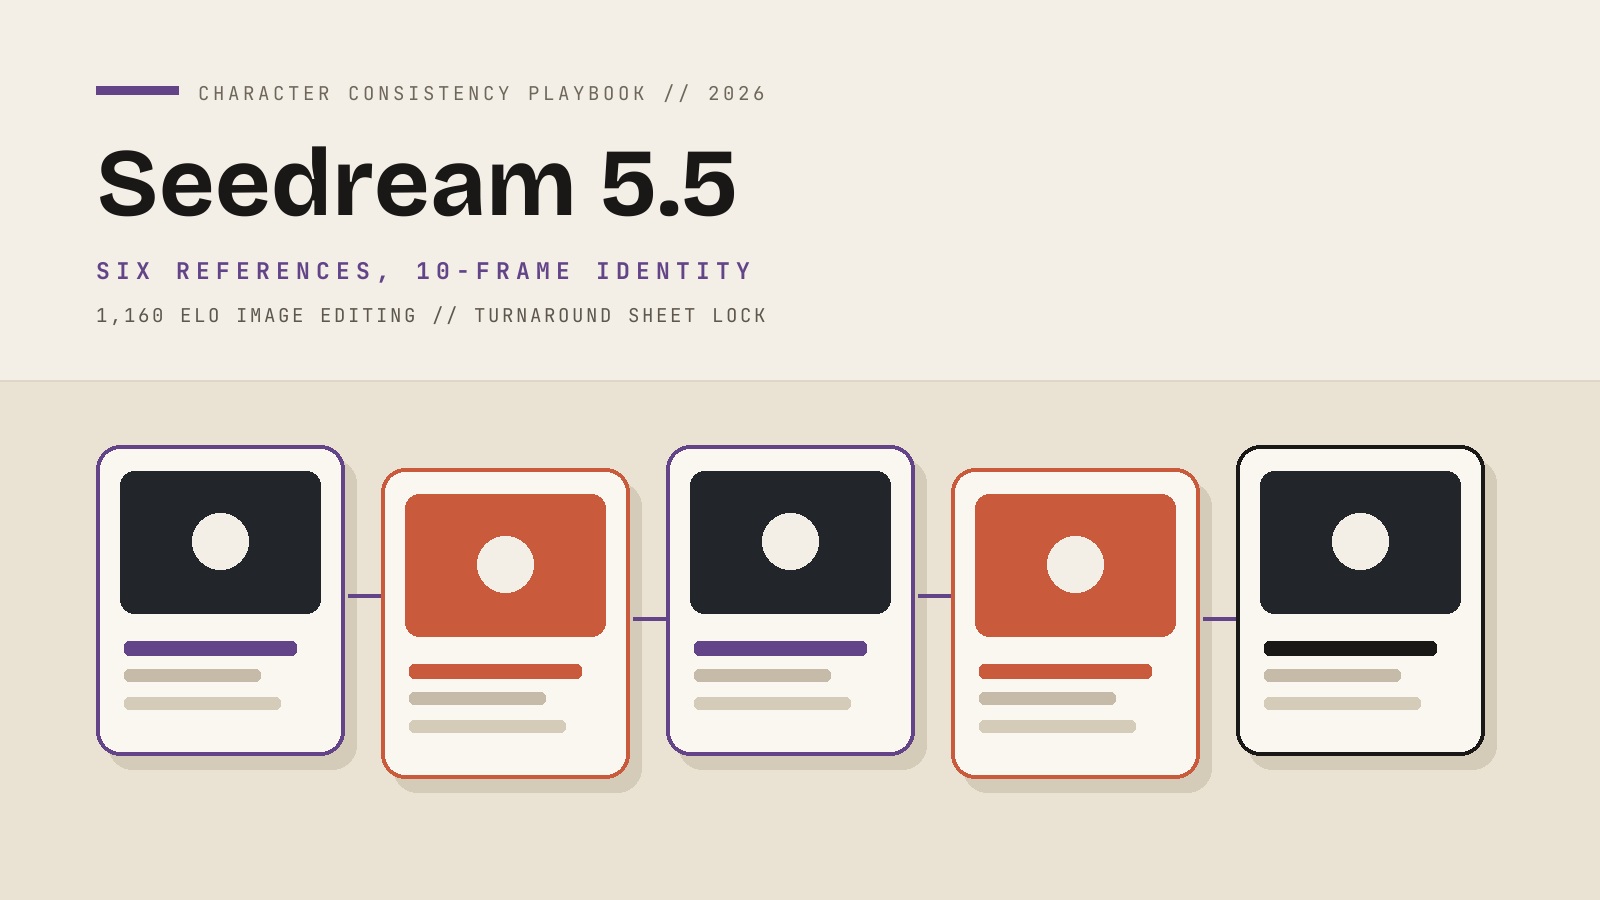 CHARACTER CONSISTENCY PLAYBOOK // 2026
Seedream 5.5
SIX REFERENCES, 10-FRAME IDENTITY
1,160 ELO IMAGE EDITING // TURNAROUND SHEET LOCK